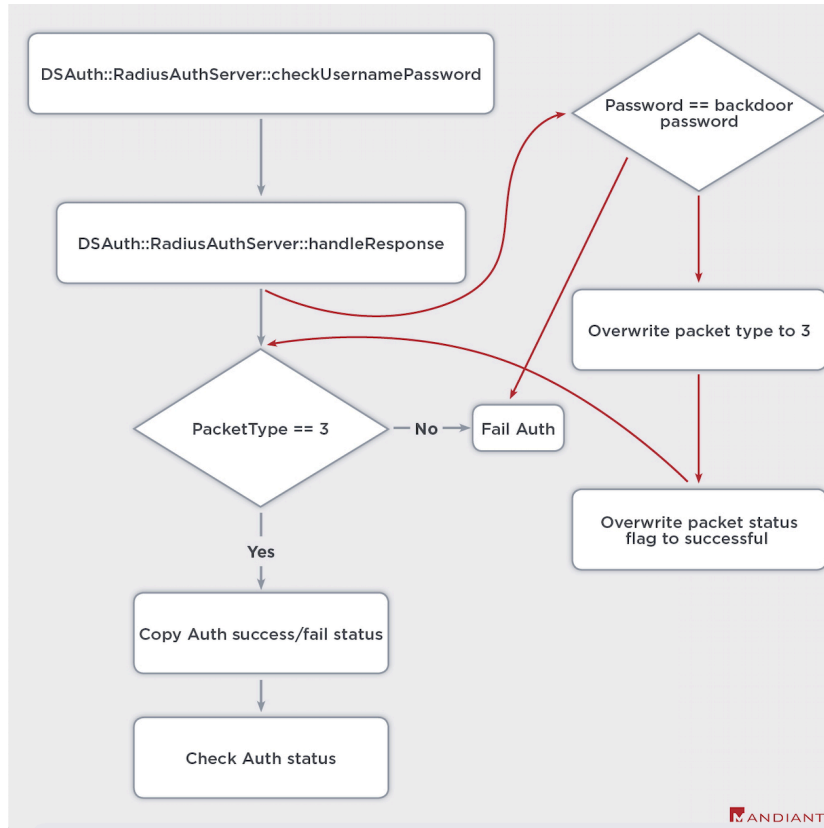 DSAuth::RadiusAuthServer::checkUsernamePassword
Password == backdoor
password
DSAuth::RadiusAuthServer::handleResponse
Overwrite packet type to 3
PacketType == 3
No
Fail Auth
Overwrite packet status
flag to successful
Yes
Copy Auth success/fail status
Check Auth status
MANDIANT